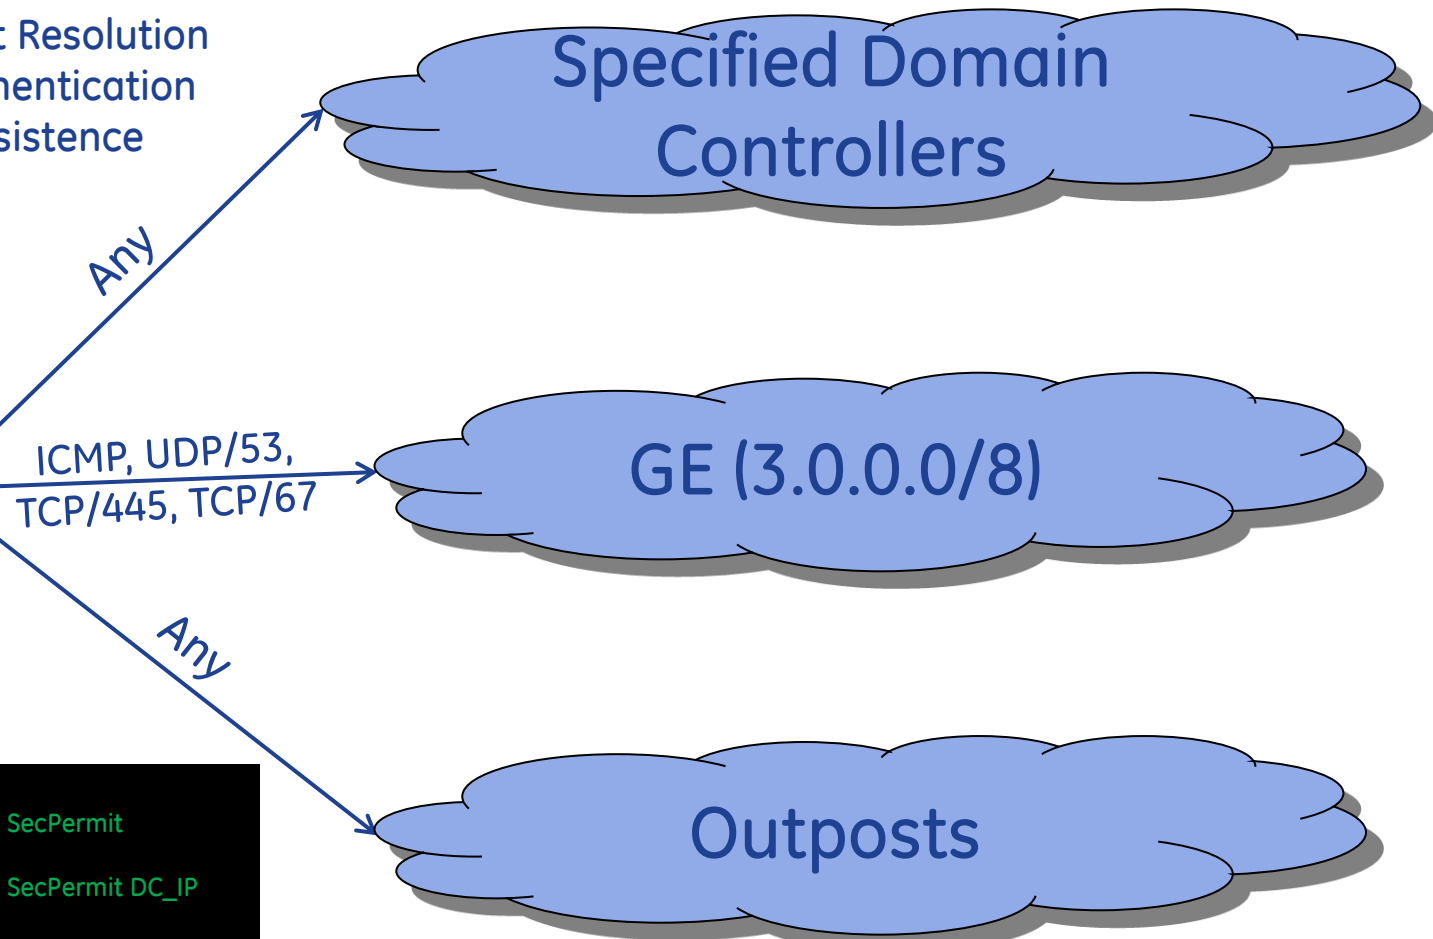 t Resolution
hentication
sistence
Specified Domain
Controllers
Any
ICMP, UDP/53,
TCP/445, TCP/67
GE (3.0.0.0/8)
Any
Outposts
SecPermit
SecPermit DC_IP